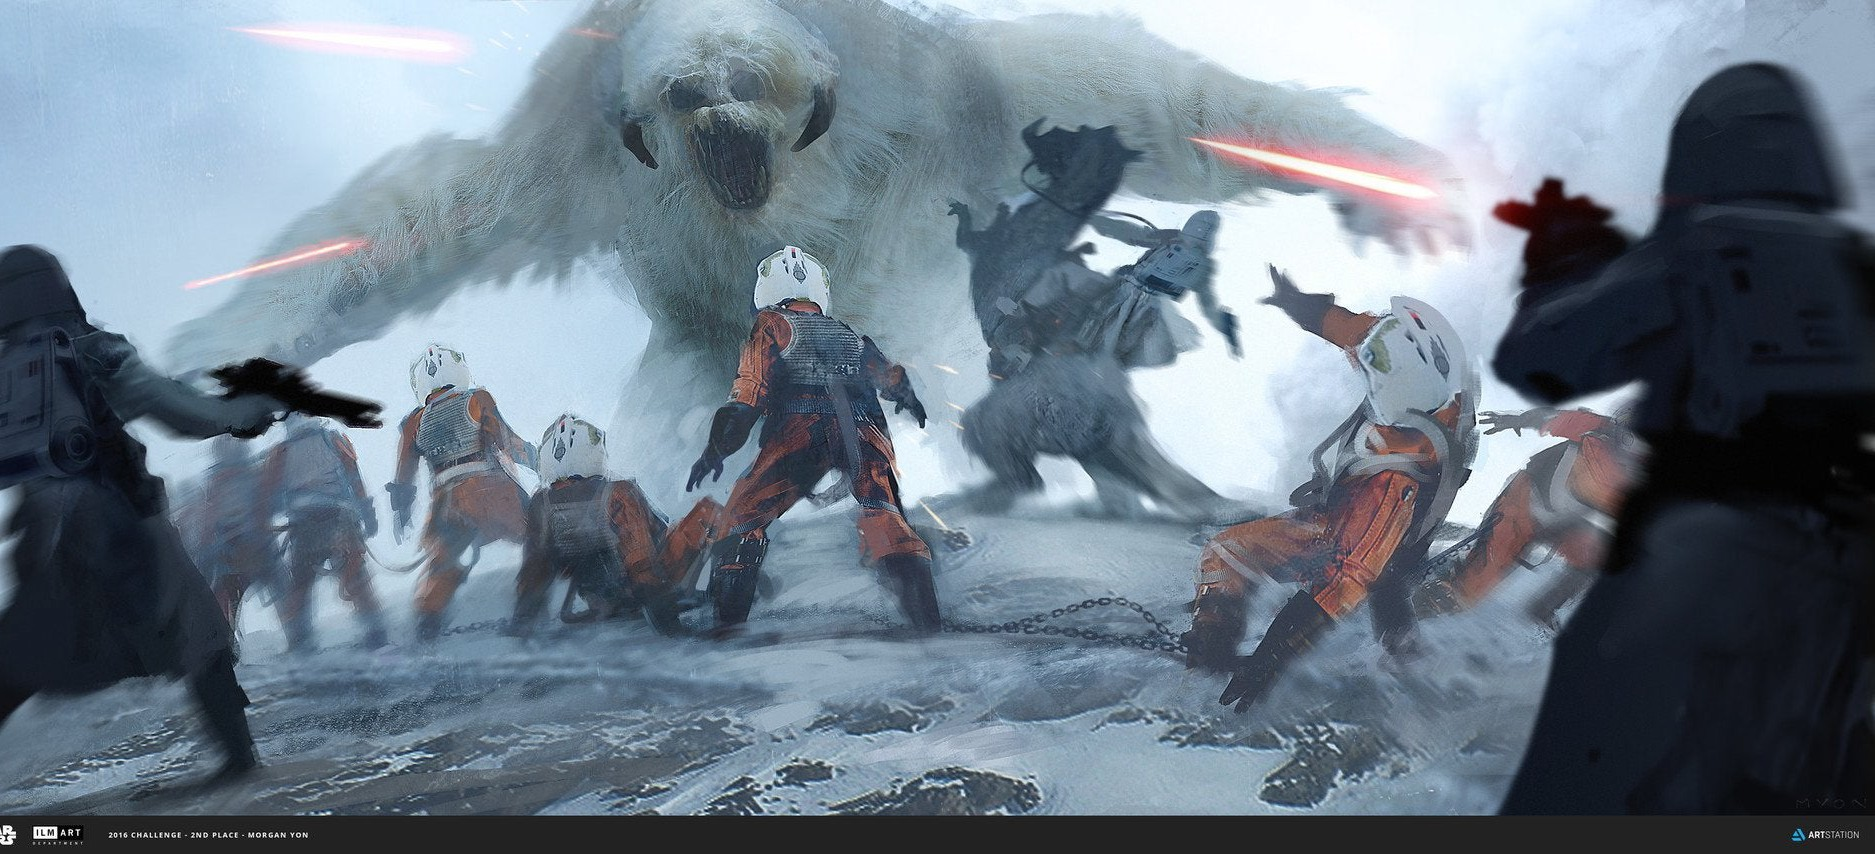 MYON
ILM ART
DEPARTMENT
2016 CHALLENGE - 2ND PLACE - MORGAN YON
ARTSTATION